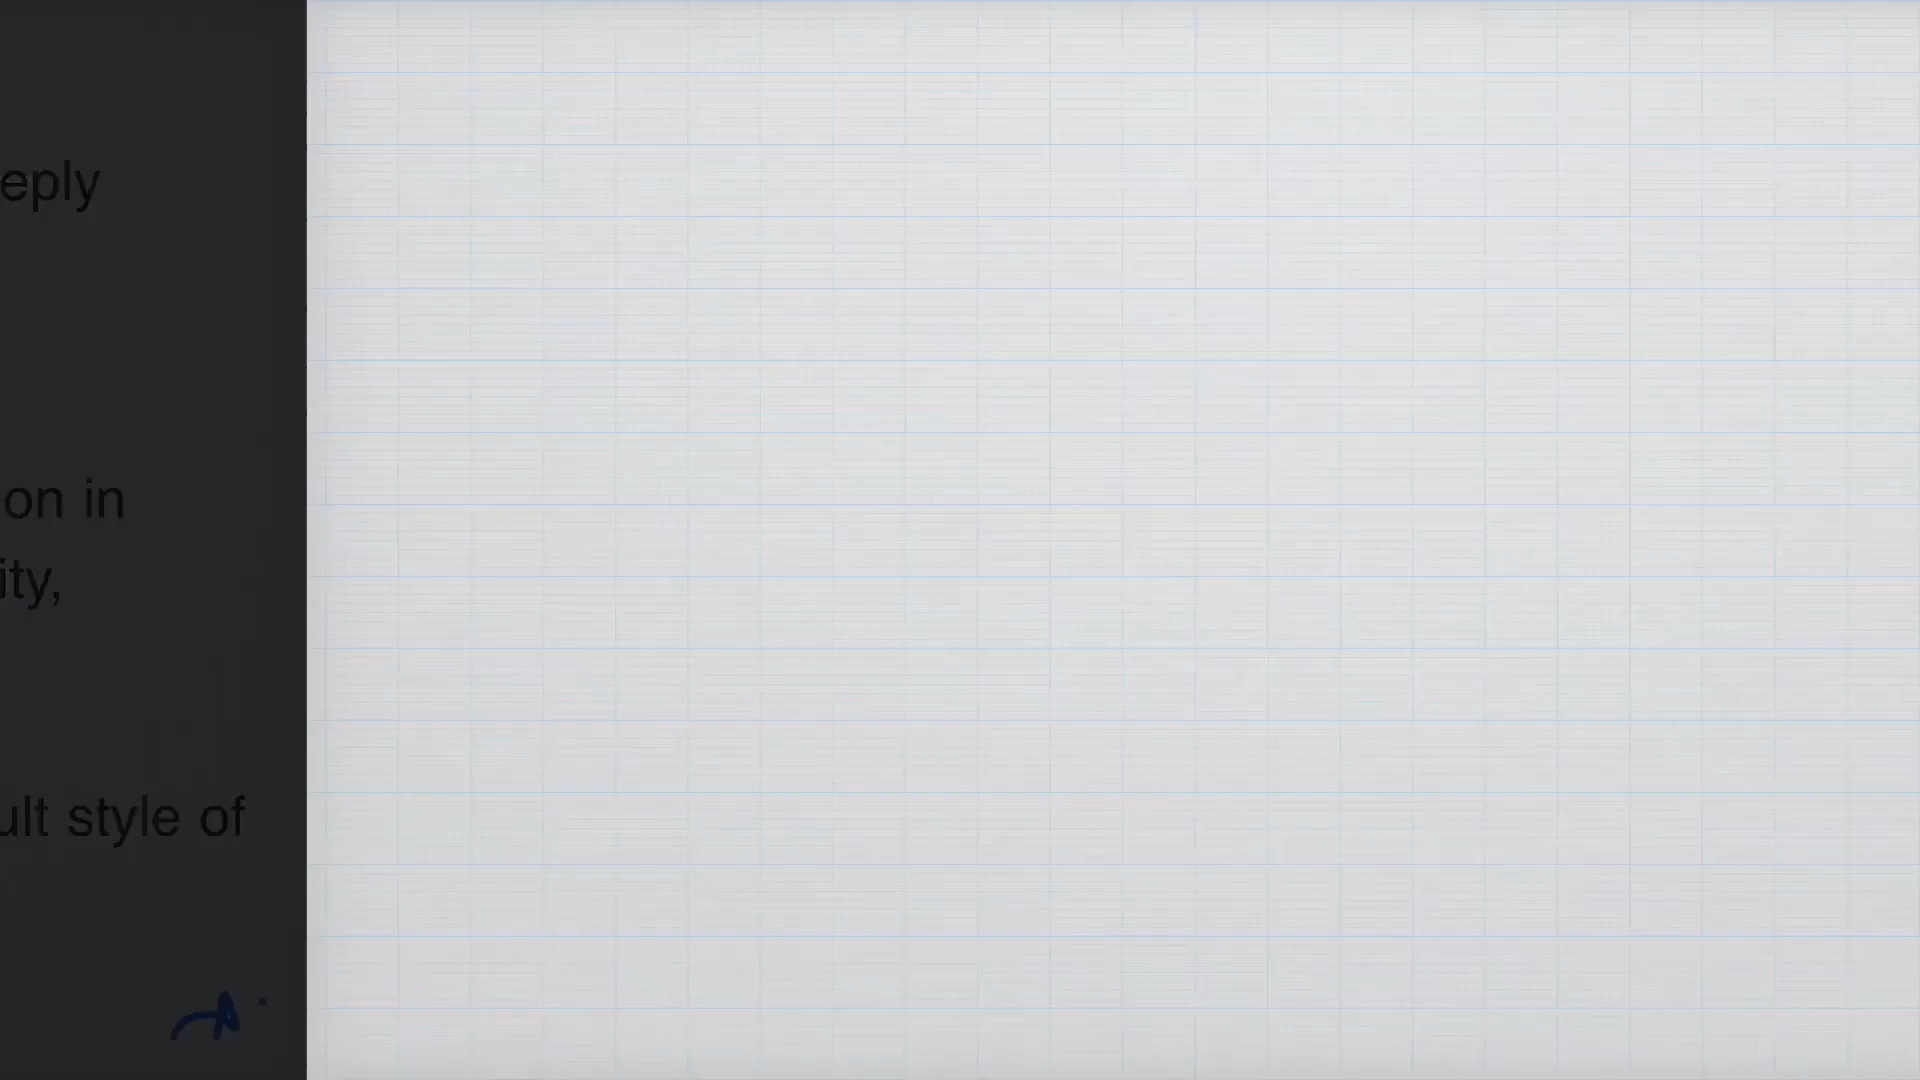 eply
on in
ity,
ult style of